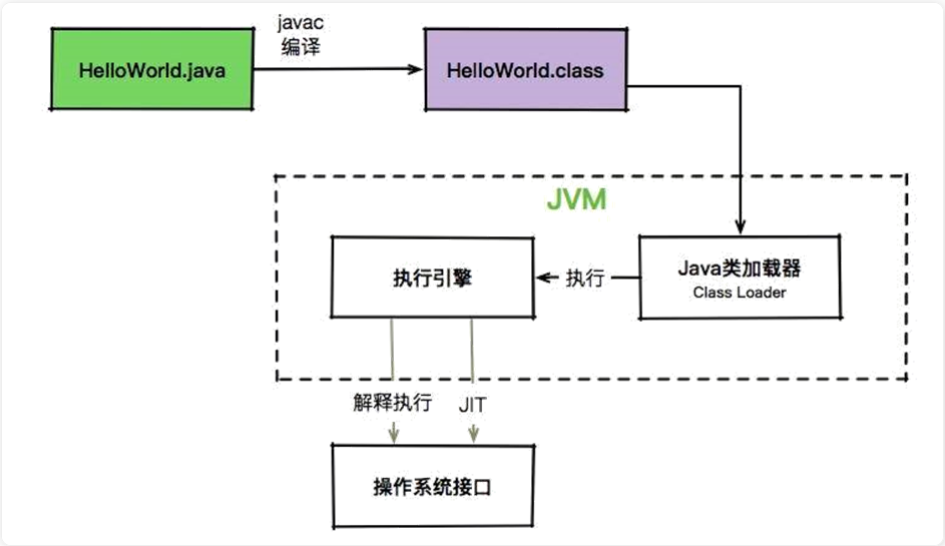 javac
编译
HelloWorld.java
HelloWorld.class
JVM
执行引擎
执行
Java类加载器
Class Loader
解释执行
JIT
操作系统接口